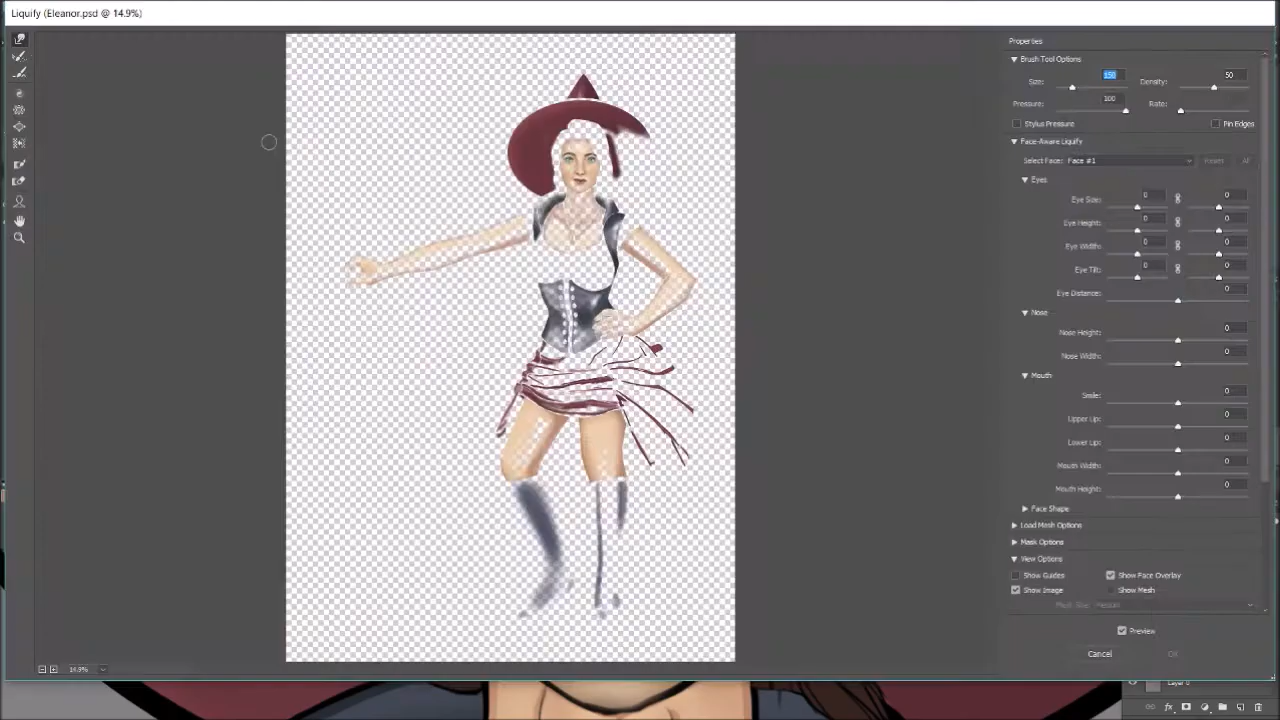 Liquify (Eleanor.psd @ 14.9%)
Properties
Brush Tool Options
Size: 150 Density: 50
Pressure: 100 Rate:
Stylus Pressure Pin Edges
Face-Aware Liquify
Select Face: Face #1 Reset All
Eyes
Eye Size: 0 0
Eye Height: 0 0
Eye Width: 0 0
Eye Tilt: 0 0
Eye Distance: 0
Nose
Nose Height: 0
Nose Width: 0
Mouth
Smile: 0
Upper Lip: 0
Lower Lip: 0
Mouth Width: 0
Mouth Height: 0
Face Shape
Load Mesh Options
Mask Options
View Options
Show Guides Show Face Overlay
Show Image Show Mesh
Mesh Size: Medium
Preview
Cancel OK
14.9%
Layer 6
fx